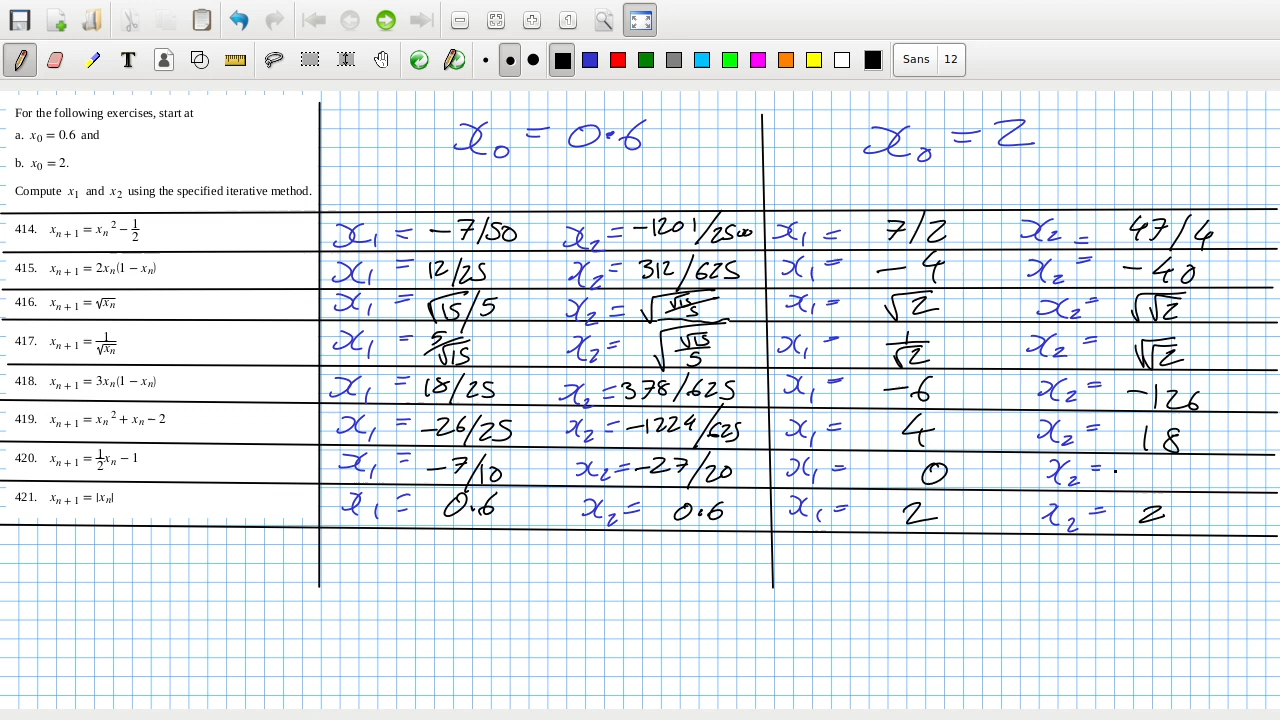 T
1
Sans 12
For the following exercises, start at
a. x₀ = 0.6 and
b. x₀ = 2.
Compute x₁ and x₂ using the specified iterative method.
x₀ = 0.6 x₀ = 2
414. xₙ₊₁ = xₙ² − 1/2 x₁ = −7/50 x₂ = −1201/2500 x₁ = 7/2 x₂ = 47/4
415. xₙ₊₁ = 2xₙ(1 − xₙ) x₁ = 12/25 x₂ = 312/625 x₁ = −4 x₂ = −40
416. xₙ₊₁ = √xₙ x₁ = √15/5 x₂ = √(√15/5) x₁ = √2 x₂ = √√2
417. xₙ₊₁ = 1/√xₙ x₁ = 5/√15 x₂ = √(√15/5) x₁ = 1/√2 x₂ = √√2
418. xₙ₊₁ = 3xₙ(1 − xₙ) x₁ = 18/25 x₂ = 378/625 x₁ = −6 x₂ = −126
419. xₙ₊₁ = xₙ² + xₙ − 2 x₁ = −26/25 x₂ = −1224/625 x₁ = 4 x₂ = 18
420. xₙ₊₁ = 1/2xₙ − 1 x₁ = −7/10 x₂ = −27/20 x₁ = 0 x₂ =
421. xₙ₊₁ = |xₙ| x₁ = 0.6 x₂ = 0.6 x₁ = 2 x₂ = 2